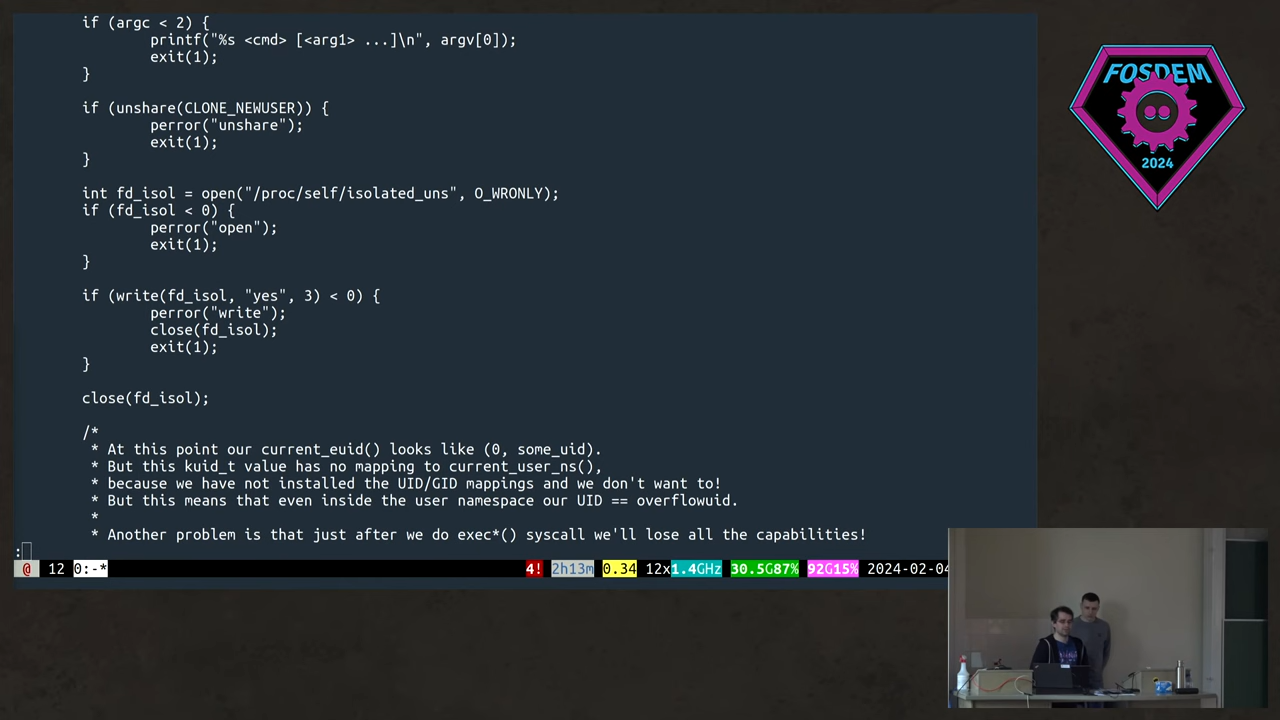 if (argc < 2) {
printf("%s <cmd> [<arg1> ...]\n", argv[0]);
exit(1);
}
if (unshare(CLONE_NEWUSER)) {
perror("unshare");
exit(1);
}
int fd_isol = open("/proc/self/isolated_uns", O_WRONLY);
if (fd_isol < 0) {
perror("open");
exit(1);
}
if (write(fd_isol, "yes", 3) < 0) {
perror("write");
close(fd_isol);
exit(1);
}
close(fd_isol);
/*
* At this point our current_euid() looks like (0, some_uid).
* But this kuid_t value has no mapping to current_user_ns(),
* because we have not installed the UID/GID mappings and we don't want to!
* But this means that even inside the user namespace our UID == overflowuid.
*
* Another problem is that just after we do exec*() syscall we'll lose all the capabilities!
:
@ 12 0:-* 4! 2h13m 0.34 12x1.4GHz 30.5G87% 92G15% 2024-02-04
FOSDEM
2024